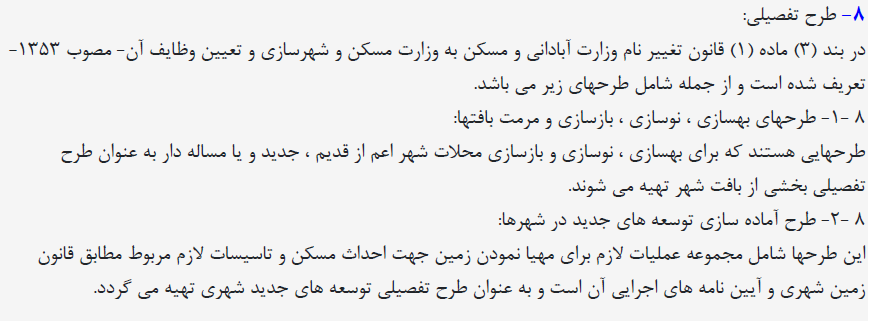 ۸- طرح تفصیلی:
در بند (۳) ماده (۱) قانون تغییر نام وزارت آبادانی و مسکن به وزارت مسکن و شهرسازی و تعیین وظایف آن- مصوب ۱۳۵۳-
تعریف شده است و از جمله شامل طرحهای زیر می باشد.
۸ -۱- طرحهای بهسازی ، نوسازی ، بازسازی و مرمت بافتها:
طرحهایی هستند که برای بهسازی ، نوسازی و بازسازی محلات شهر اعم از قدیم ، جدید و یا مساله دار به عنوان طرح
تفصیلی بخشی از بافت شهر تهیه می شوند.
۸ -۲- طرح آماده سازی توسعه های جدید در شهرها:
این طرحها شامل مجموعه عملیات لازم برای مهیا نمودن زمین جهت احداث مسکن و تاسیسات لازم مربوط مطابق قانون
زمین شهری و آیین نامه های اجرایی آن است و به عنوان طرح تفصیلی توسعه های جدید شهری تهیه می گردد.